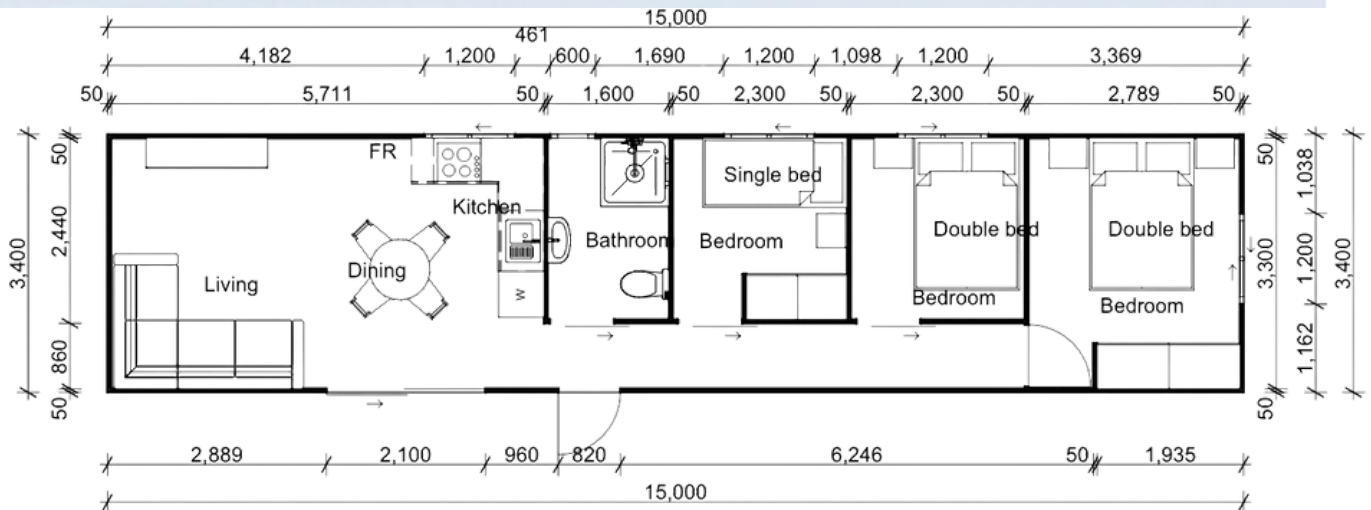 15,000
461
4,182 1,200 600 1,690 1,200 1,098 1,200 3,369
50 5,711 50 1,600 50 2,300 50 2,300 50 2,789 50
3,400
50 2,440 860 50
FR
Kitchen
Living
Dining
W
Bathroom
Single bed
Bedroom
Double bed
Bedroom
Double bed
Bedroom
50 3,300 50
1,038 1,200 1,162
3,400
2,889 2,100 960 820 6,246 50 1,935
15,000